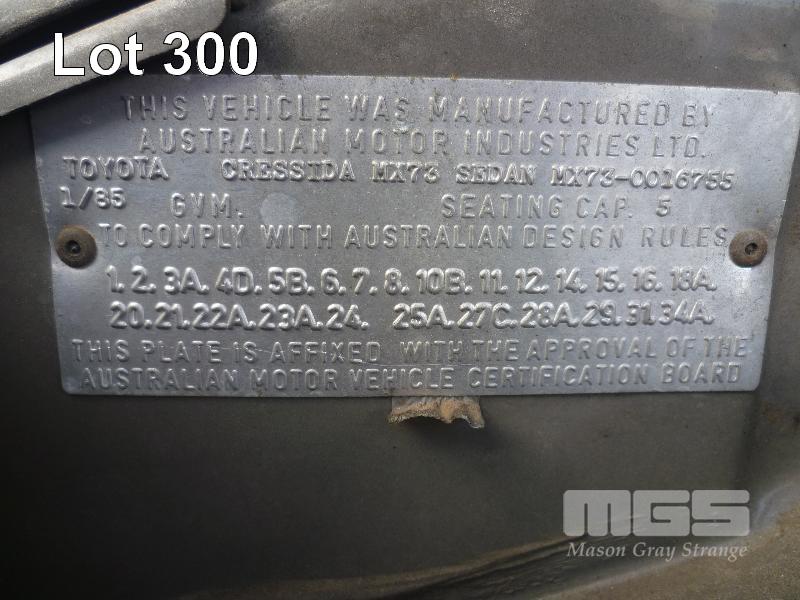 Lot 300
THIS VEHICLE WAS MANUFACTURED BY
AUSTRALIAN MOTOR INDUSTRIES LTD.
TOYOTA CRESSIDA MX73 SEDAN MX73-0016755
1/85 GVM. SEATING CAP. 5
TO COMPLY WITH AUSTRALIAN DESIGN RULES
1. 2. 3A. 4D. 5B. 6. 7. 8. 10B. 11. 12. 14. 15. 16. 18A.
20. 21. 22A. 23A. 24. 25A. 27C. 28A. 29. 31. 34A.
THIS PLATE IS AFFIXED WITH THE APPROVAL OF THE
AUSTRALIAN MOTOR VEHICLE CERTIFICATION BOARD
MGS
Mason Gray Strange